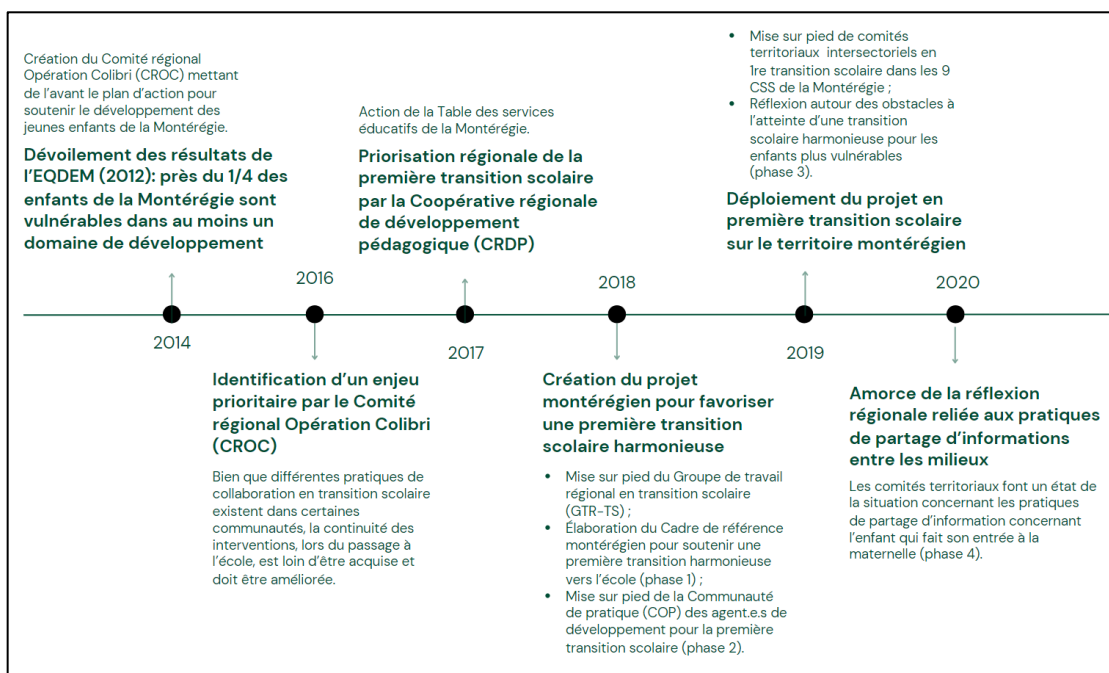 Création du Comité régional
Opération Colibri (CROC) mettant
de l'avant le plan d'action pour
soutenir le développement des
jeunes enfants de la Montérégie.
Dévoilement des résultats de
l'EQDEM (2012): près du 1/4 des
enfants de la Montérégie sont
vulnérables dans au moins un
domaine de développement
2014
2016
Identification d'un enjeu
prioritaire par le Comité
régional Opération Colibri
(CROC)
Bien que différentes pratiques de
collaboration en transition scolaire
existent dans certaines
communautés, la continuité des
interventions, lors du passage à
l'école, est loin d'être acquise et
doit être améliorée.
Action de la Table des services
éducatifs de la Montérégie.
Priorisation régionale de la
première transition scolaire
par la Coopérative régionale
de développement
pédagogique (CRDP)
2017
2018
Création du projet
montérégien pour favoriser
une première transition
scolaire harmonieuse
• Mise sur pied du Groupe de travail
régional en transition scolaire
(GTR-TS) ;
• Élaboration du Cadre de référence
montérégien pour soutenir une
première transition harmonieuse
vers l'école (phase 1) ;
• Mise sur pied de la Communauté
de pratique (COP) des agent.e.s de
développement pour la première
transition scolaire (phase 2).
• Mise sur pied de comités
territoriaux intersectoriels en
1re transition scolaire dans les 9
CSS de la Montérégie ;
• Réflexion autour des obstacles à
l'atteinte d'une transition
scolaire harmonieuse pour les
enfants plus vulnérables
(phase 3).
Déploiement du projet en
première transition scolaire
sur le territoire montérégien
2019
2020
Amorce de la réflexion
régionale reliée aux pratiques
de partage d'informations
entre les milieux
Les comités territoriaux font un état de
la situation concernant les pratiques
de partage d'information concernant
l'enfant qui fait son entrée à la
maternelle (phase 4).